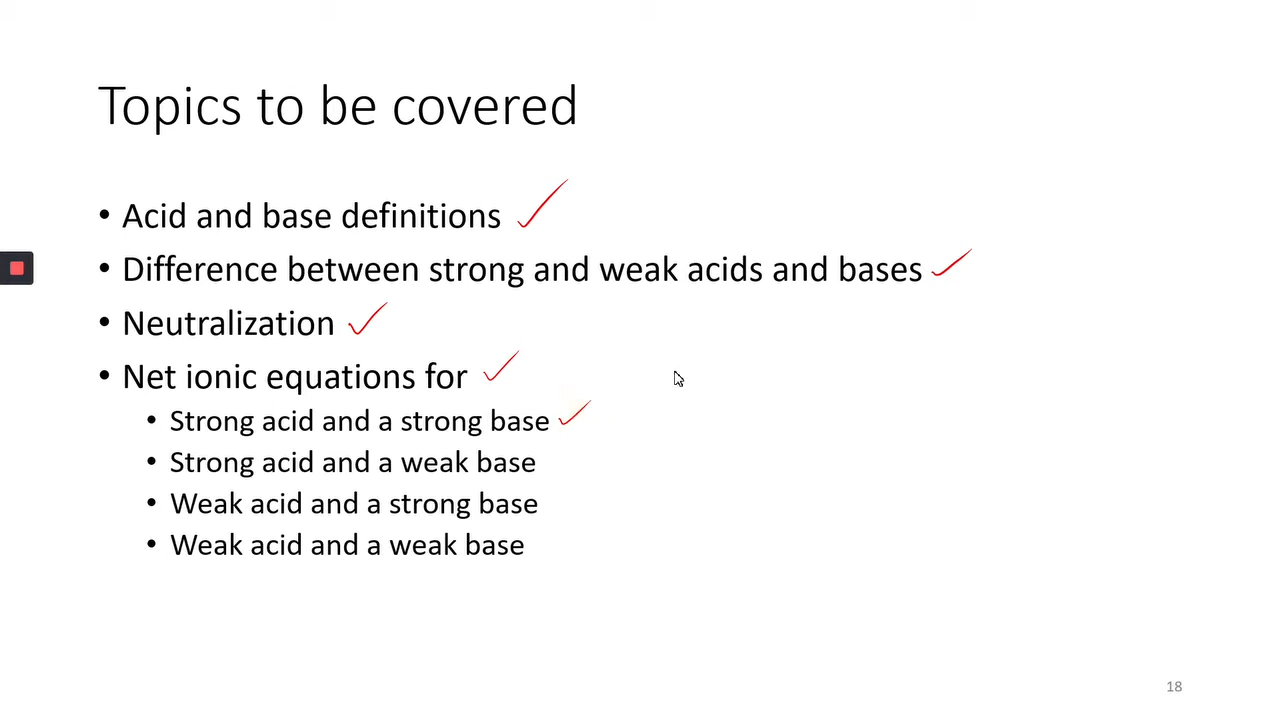 Topics to be covered
• Acid and base definitions
• Difference between strong and weak acids and bases
• Neutralization
• Net ionic equations for
• Strong acid and a strong base
• Strong acid and a weak base
• Weak acid and a strong base
• Weak acid and a weak base
18